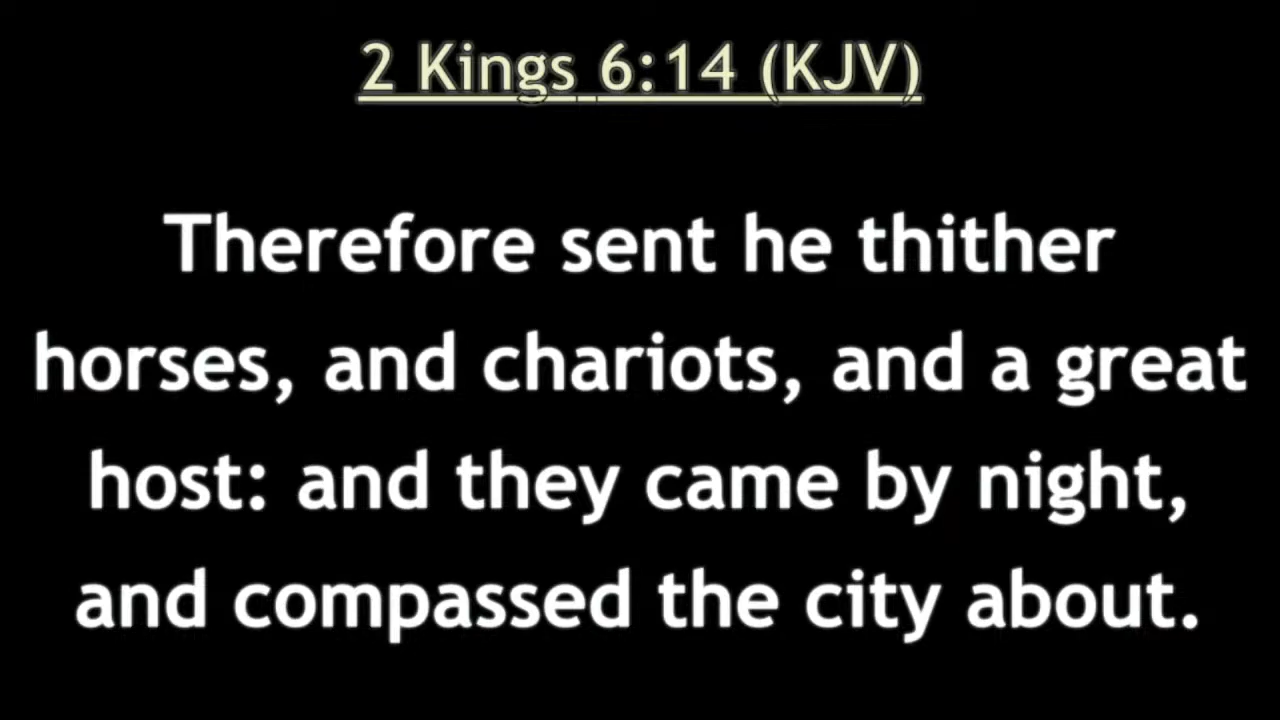 2 Kings 6:14 (KJV)
Therefore sent he thither
horses, and chariots, and a great
host: and they came by night,
and compassed the city about.